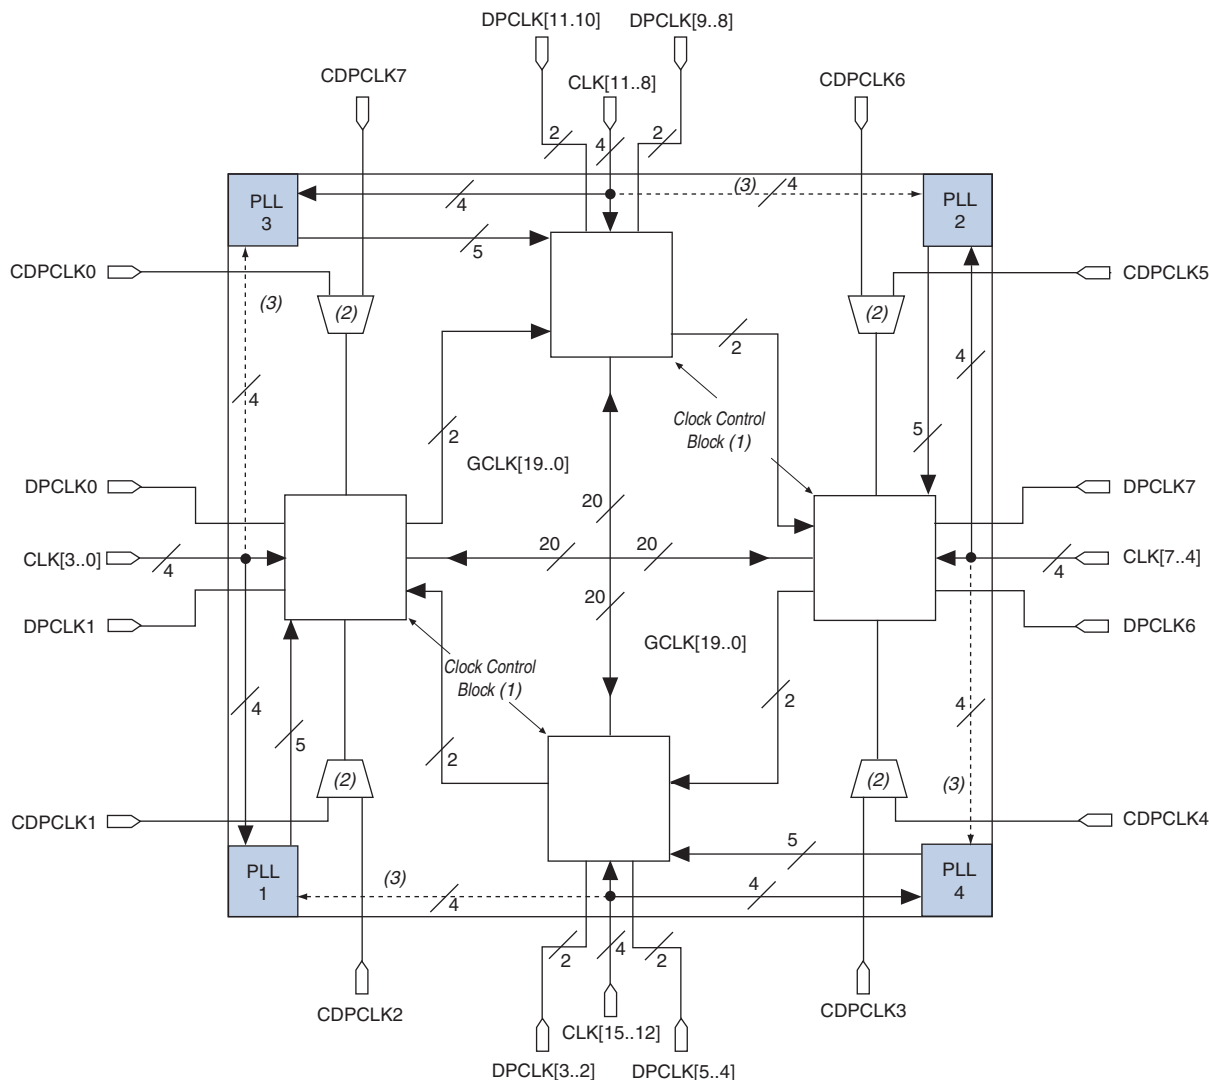 DPCLK[11.10]
DPCLK[9..8]
CDPCLK7
CLK[11..8]
CDPCLK6
2
4
2
PLL
3
4
(3)
4
PLL
2
5
CDPCLK0
(3)
(2)
(2)
CDPCLK5
2
4
4
Clock Control
Block (1)
2
5
GCLK[19..0]
DPCLK0
DPCLK7
20
CLK[3..0]
4
20
20
4
CLK[7..4]
20
DPCLK1
DPCLK6
GCLK[19..0]
Clock Control
Block (1)
4
2
4
5
2
(2)
(2)
(3)
CDPCLK1
CDPCLK4
5
PLL
1
(3)
4
4
PLL
4
2
4
2
CDPCLK2
CDPCLK3
CLK[15..12]
DPCLK[3..2]
DPCLK[5..4]